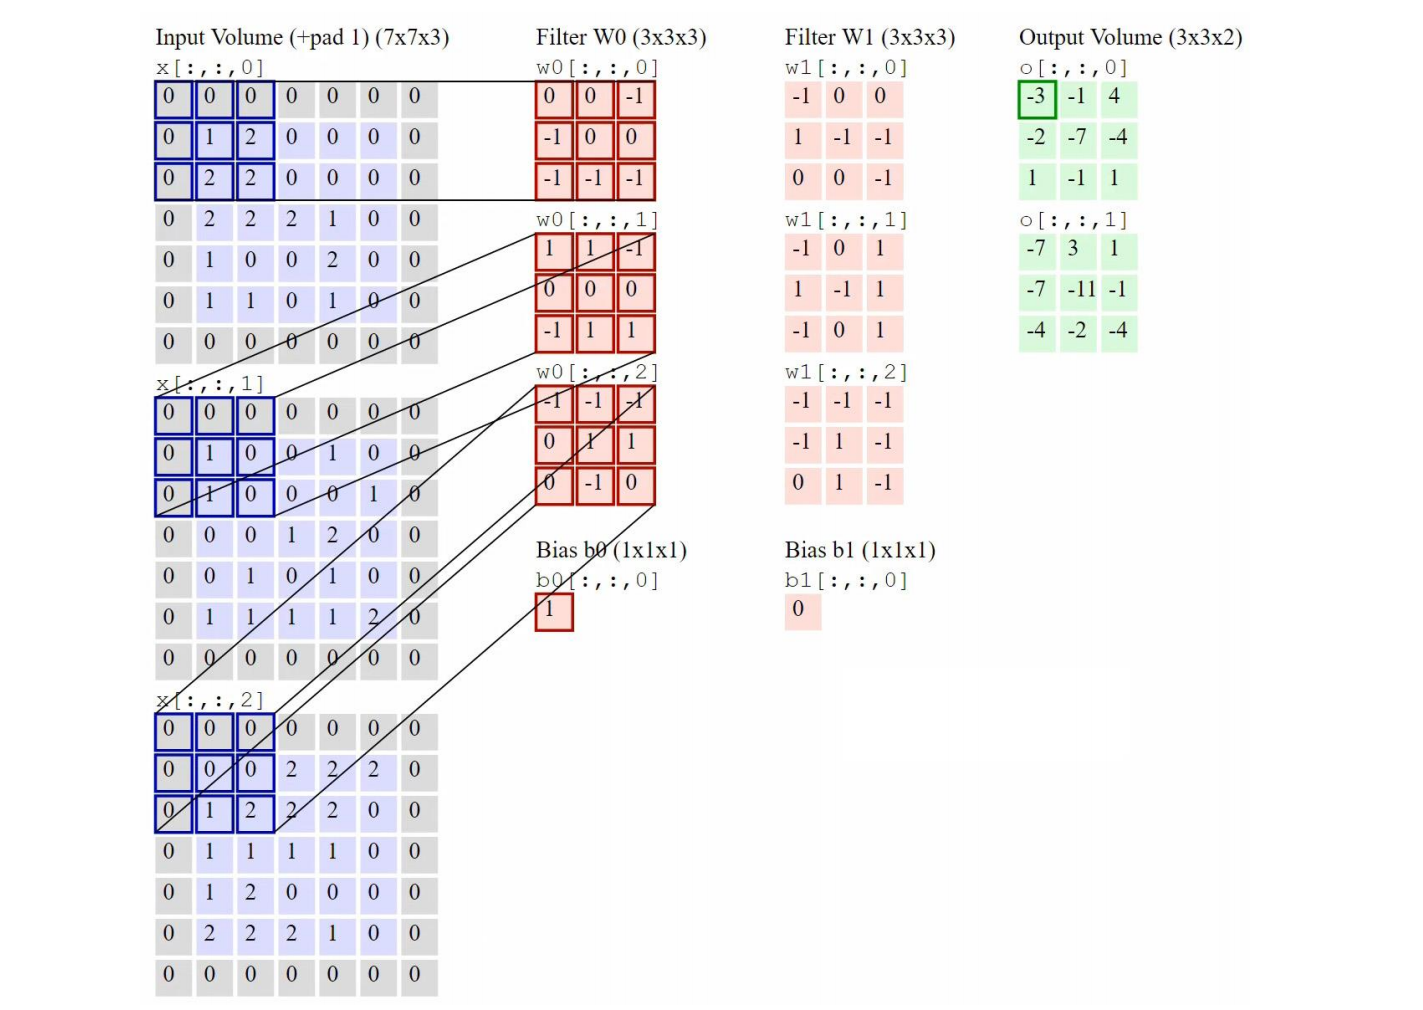 Input Volume (+pad 1) (7x7x3)
x[:,:,0]
0 0 0 0 0 0 0
0 1 2 0 0 0 0
0 2 2 0 0 0 0
0 2 2 2 1 0 0
0 1 0 0 2 0 0
0 1 1 0 1 0 0
0 0 0 0 0 0 0
x[:,:,1]
0 0 0 0 0 0 0
0 1 0 0 1 0 0
0 1 0 0 0 1 0
0 0 0 1 2 0 0
0 0 1 0 1 0 0
0 1 1 1 1 2 0
0 0 0 0 0 0 0
x[:,:,2]
0 0 0 0 0 0 0
0 0 0 2 2 2 0
0 1 2 2 2 0 0
0 1 1 1 1 0 0
0 1 2 0 0 0 0
0 2 2 2 1 0 0
0 0 0 0 0 0 0
Filter W0 (3x3x3)
w0[:,:,0]
0 0 -1
-1 0 0
-1 -1 -1
w0[:,:,1]
1 1 -1
0 0 0
-1 1 1
w0[:,:,2]
-1 -1 -1
0 1 1
0 -1 0
Bias b0 (1x1x1)
b0[:,:,0]
1
Filter W1 (3x3x3)
w1[:,:,0]
-1 0 0
1 -1 -1
0 0 -1
w1[:,:,1]
-1 0 1
1 -1 1
-1 0 1
w1[:,:,2]
-1 -1 -1
-1 1 -1
0 1 -1
Bias b1 (1x1x1)
b1[:,:,0]
0
Output Volume (3x3x2)
o[:,:,0]
-3 -1 4
-2 -7 -4
1 -1 1
o[:,:,1]
-7 3 1
-7 -11 -1
-4 -2 -4